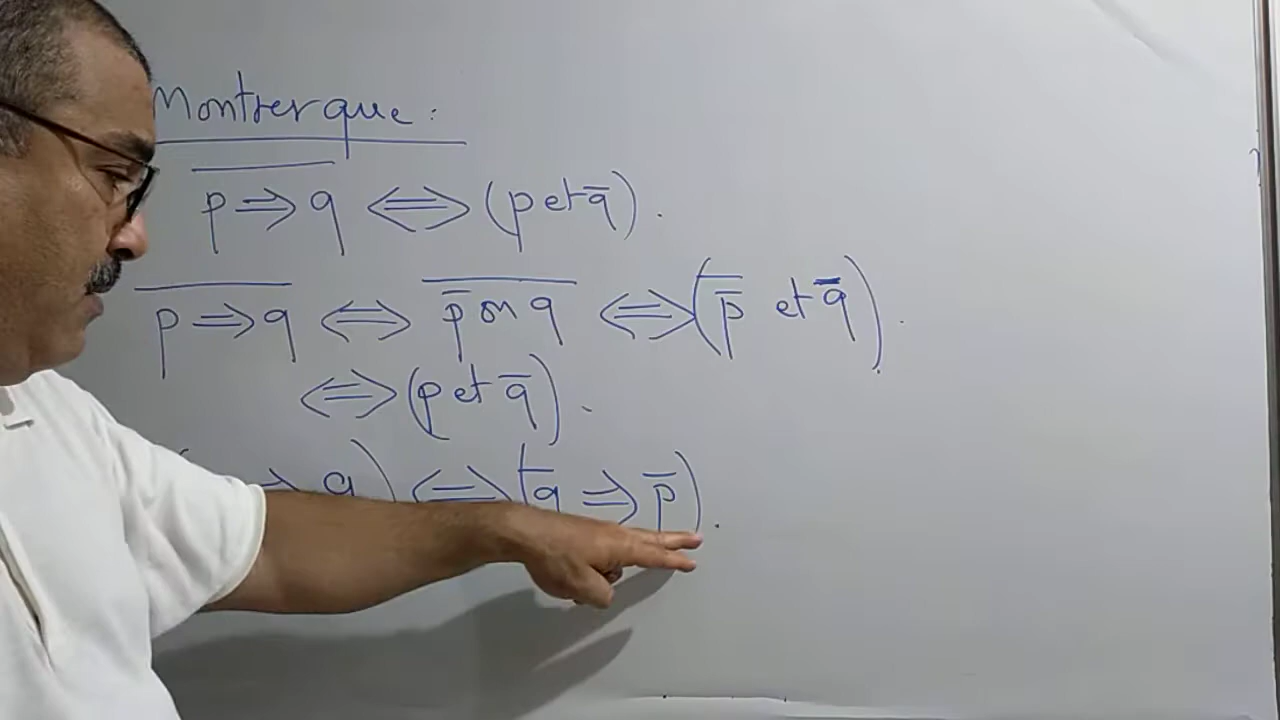 Montrer que :
p ⇒ q ⟺ (p et q̄).
p ⇒ q ⟺ p̄ ou q ⟺ (p̿ et q̄).
⟺ (p et q̄).
⇒ q) ⟺ (q̄ ⇒ p̄).